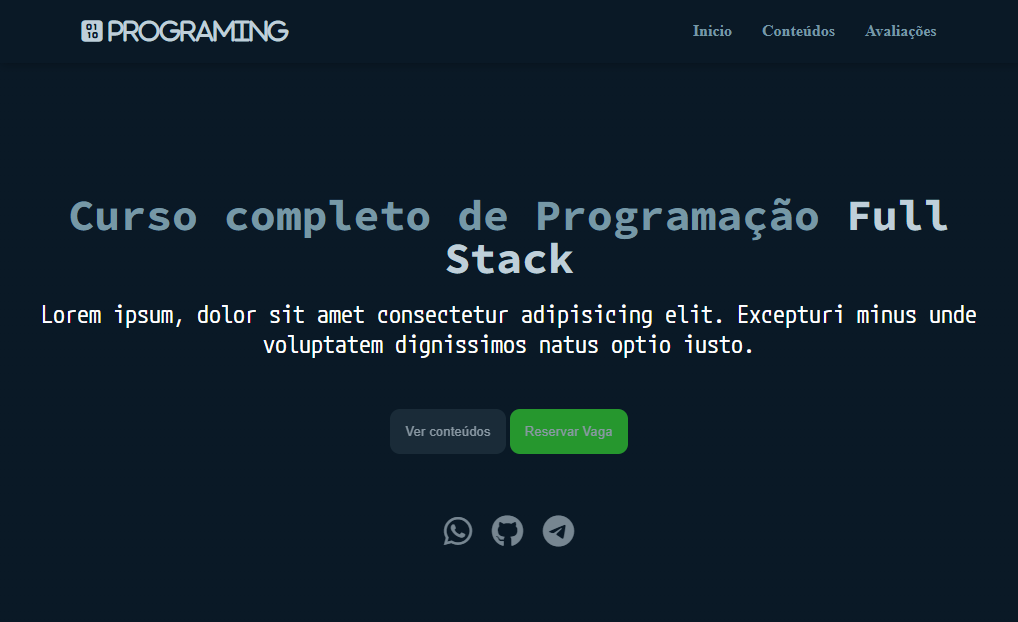 01
10 PROGRAMING
Inicio Conteúdos Avaliações
Curso completo de Programação Full
Stack
Lorem ipsum, dolor sit amet consectetur adipisicing elit. Excepturi minus unde
voluptatem dignissimos natus optio iusto.
Ver conteúdos Reservar Vaga